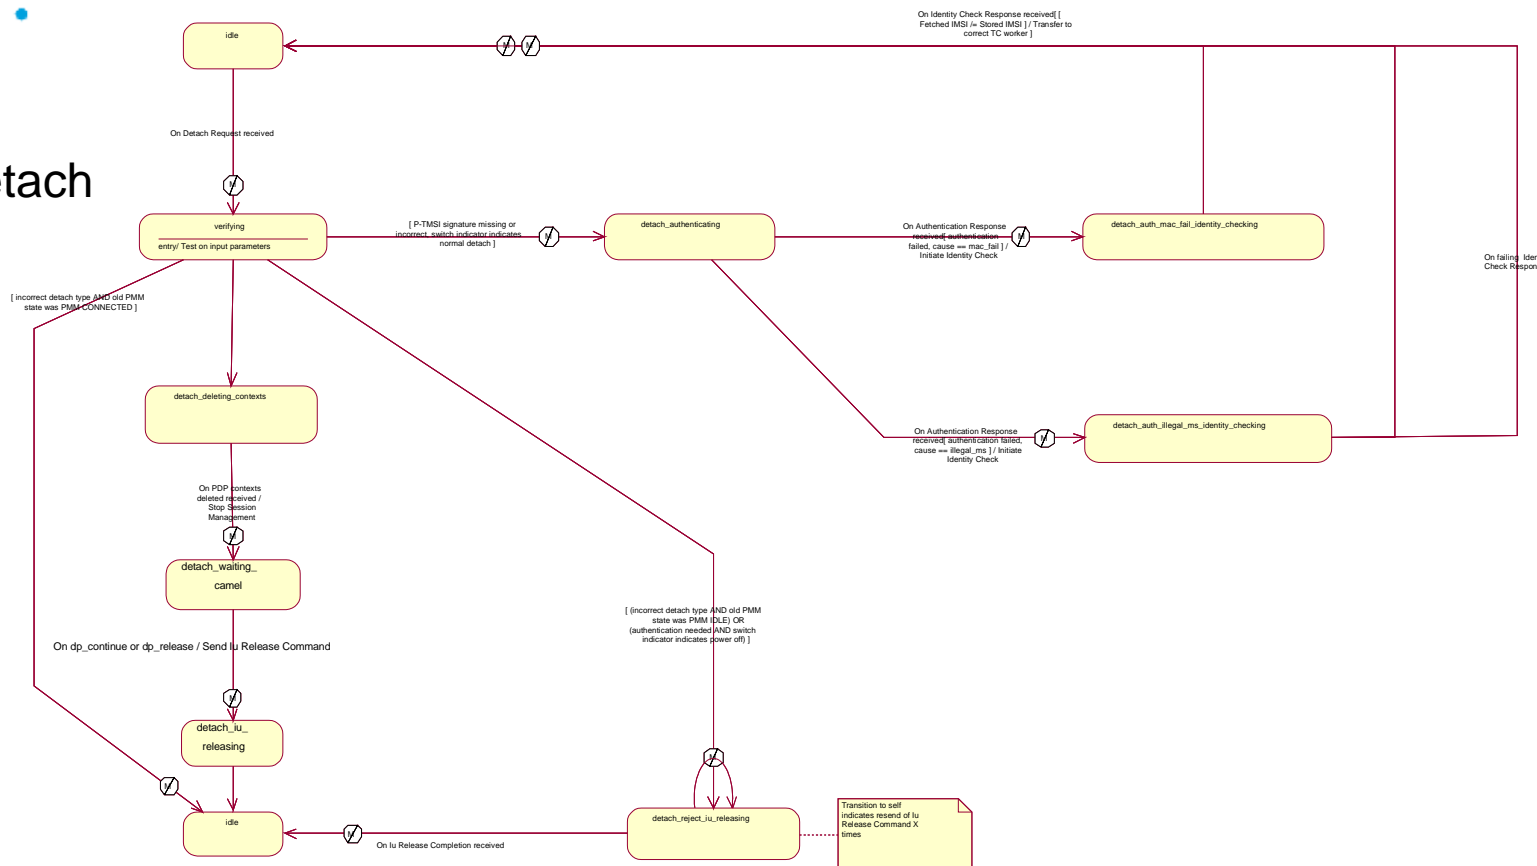 On Identity Check Response received[ [
Fetched IMSI /= Stored IMSI ] / Transfer to
correct TC worker ]
idle
M
M
On Detach Request received
etach
M
verifying
entry/ Test on input parameters
[ P-TMSI signature missing or
incorrect, switch indicator indicates
normal detach ]
M
detach_authenticating
On Authentication Response
received[ authentication
failed, cause == mac_fail ] /
Initiate Identity Check
M
detach_auth_mac_fail_identity_checking
On failing Ider
Check Respon
[ incorrect detach type AND old PMM
state was PMM CONNECTED ]
detach_deleting_contexts
On Authentication Response
received[ authentication failed,
cause == illegal_ms ] / Initiate
Identity Check
M
detach_auth_illegal_ms_identity_checking
On PDP contexts
deleted received /
Stop Session
Management
M
detach_waiting_
camel
[ (incorrect detach type AND old PMM
state was PMM IDLE) OR
(authentication needed AND switch
indicator indicates power off) ]
On dp_continue or dp_release / Send Iu Release Command
M
detach_iu_
releasing
M
M
idle
detach_reject_iu_releasing
Transition to self
indicates resend of Iu
Release Command X
times
M
On Iu Release Completion received